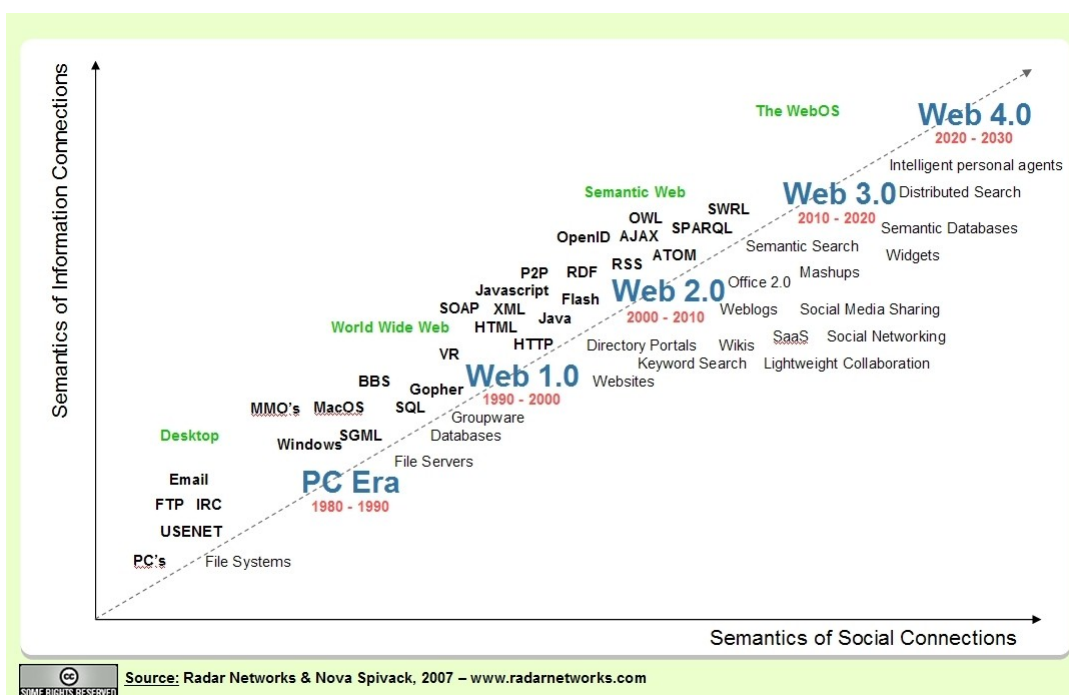 Semantics of Information Connections
The WebOS
Web 4.0
2020 - 2030
Intelligent personal agents
Semantic Web
Web 3.0
Distributed Search
2010 - 2020
SWRL
OWL
SPARQL
Semantic Databases
OpenID
AJAX
Semantic Search
Widgets
ATOM
RSS
P2P
RDF
Mashups
Office 2.0
Javascript
Flash
Web 2.0
2000 - 2010
Weblogs
Social Media Sharing
SOAP
XML
Java
World Wide Web
HTML
HTTP
Directory Portals
Wikis
SaaS
Social Networking
VR
Keyword Search
Lightweight Collaboration
BBS
Gopher
Web 1.0
1990 - 2000
Websites
MMO's
MacOS
SQL
Groupware
Desktop
Windows
SGML
Databases
File Servers
Email
PC Era
1980 - 1990
FTP
IRC
USENET
PC's
File Systems
Semantics of Social Connections
cc
SOME RIGHTS RESERVED
Source: Radar Networks & Nova Spivack, 2007 – www.radarnetworks.com